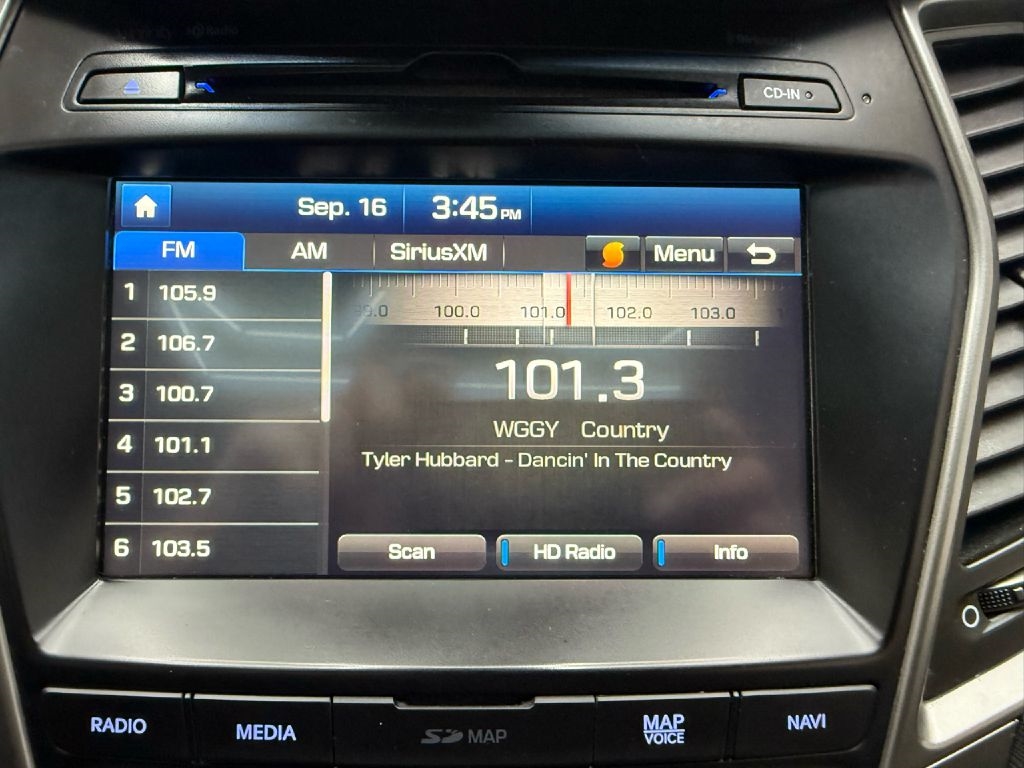 HD Radio
CD-IN
Sep. 16 3:45 PM
FM AM SiriusXM Menu
1 105.9
2 106.7
3 100.7
4 101.1
5 102.7
6 103.5
100.0 101.0 102.0 103.0
101.3
WGGY Country
Tyler Hubbard - Dancin' In The Country
Scan HD Radio Info
RADIO MEDIA SD MAP MAP VOICE NAVI